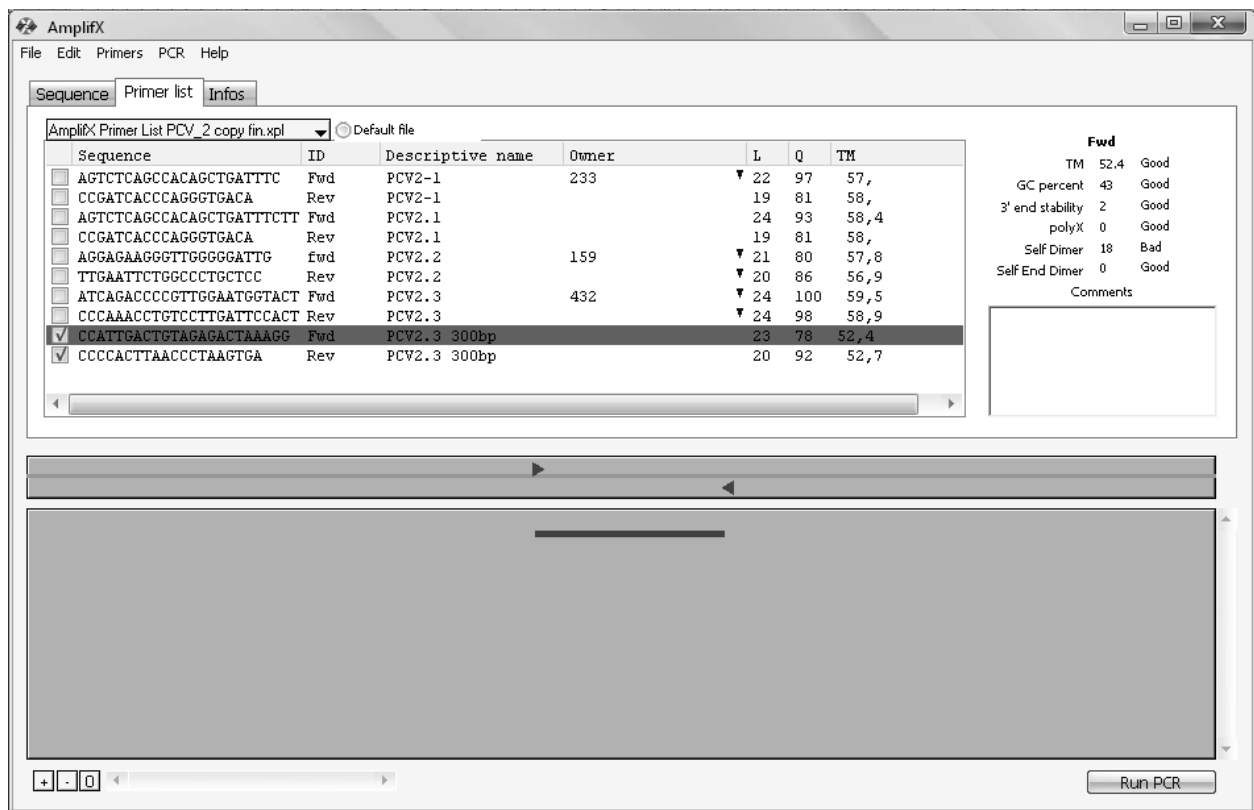 AmplifX
File Edit Primers PCR Help
Sequence Primer list Infos
AmplifX Primer List PCV_2 copy fin.xpl Default file
Sequence ID Descriptive name Owner L Q TM
AGTCTCAGCCACAGCTGATTTC Fwd PCV2-1 233 22 97 57,
CCGATCACCCAGGGTGACA Rev PCV2-1 19 81 58,
AGTCTCAGCCACAGCTGATTTCTT Fwd PCV2.1 24 93 58,4
CCGATCACCCAGGGTGACA Rev PCV2.1 19 81 58,
AGGAGAAGGGTTGGGGGATTG fwd PCV2.2 159 21 80 57,8
TTGAATTCTGGCCCTGCTCC Rev PCV2.2 20 86 56,9
ATCAGACCCCGTTGGAATGGTACT Fwd PCV2.3 432 24 100 59,5
CCCAAACCTGTCCTTGATTCCACT Rev PCV2.3 24 98 58,9
CCATTGACTGTAGAGACTAAAGG Fwd PCV2.3 300bp 23 78 52,4
CCCCACTTAACCCTAAGTGA Rev PCV2.3 300bp 20 92 52,7
Fwd
TM 52.4 Good
GC percent 43 Good
3' end stability 2 Good
polyX 0 Good
Self Dimer 18 Bad
Self End Dimer 0 Good
Comments
+ - 0
Run PCR